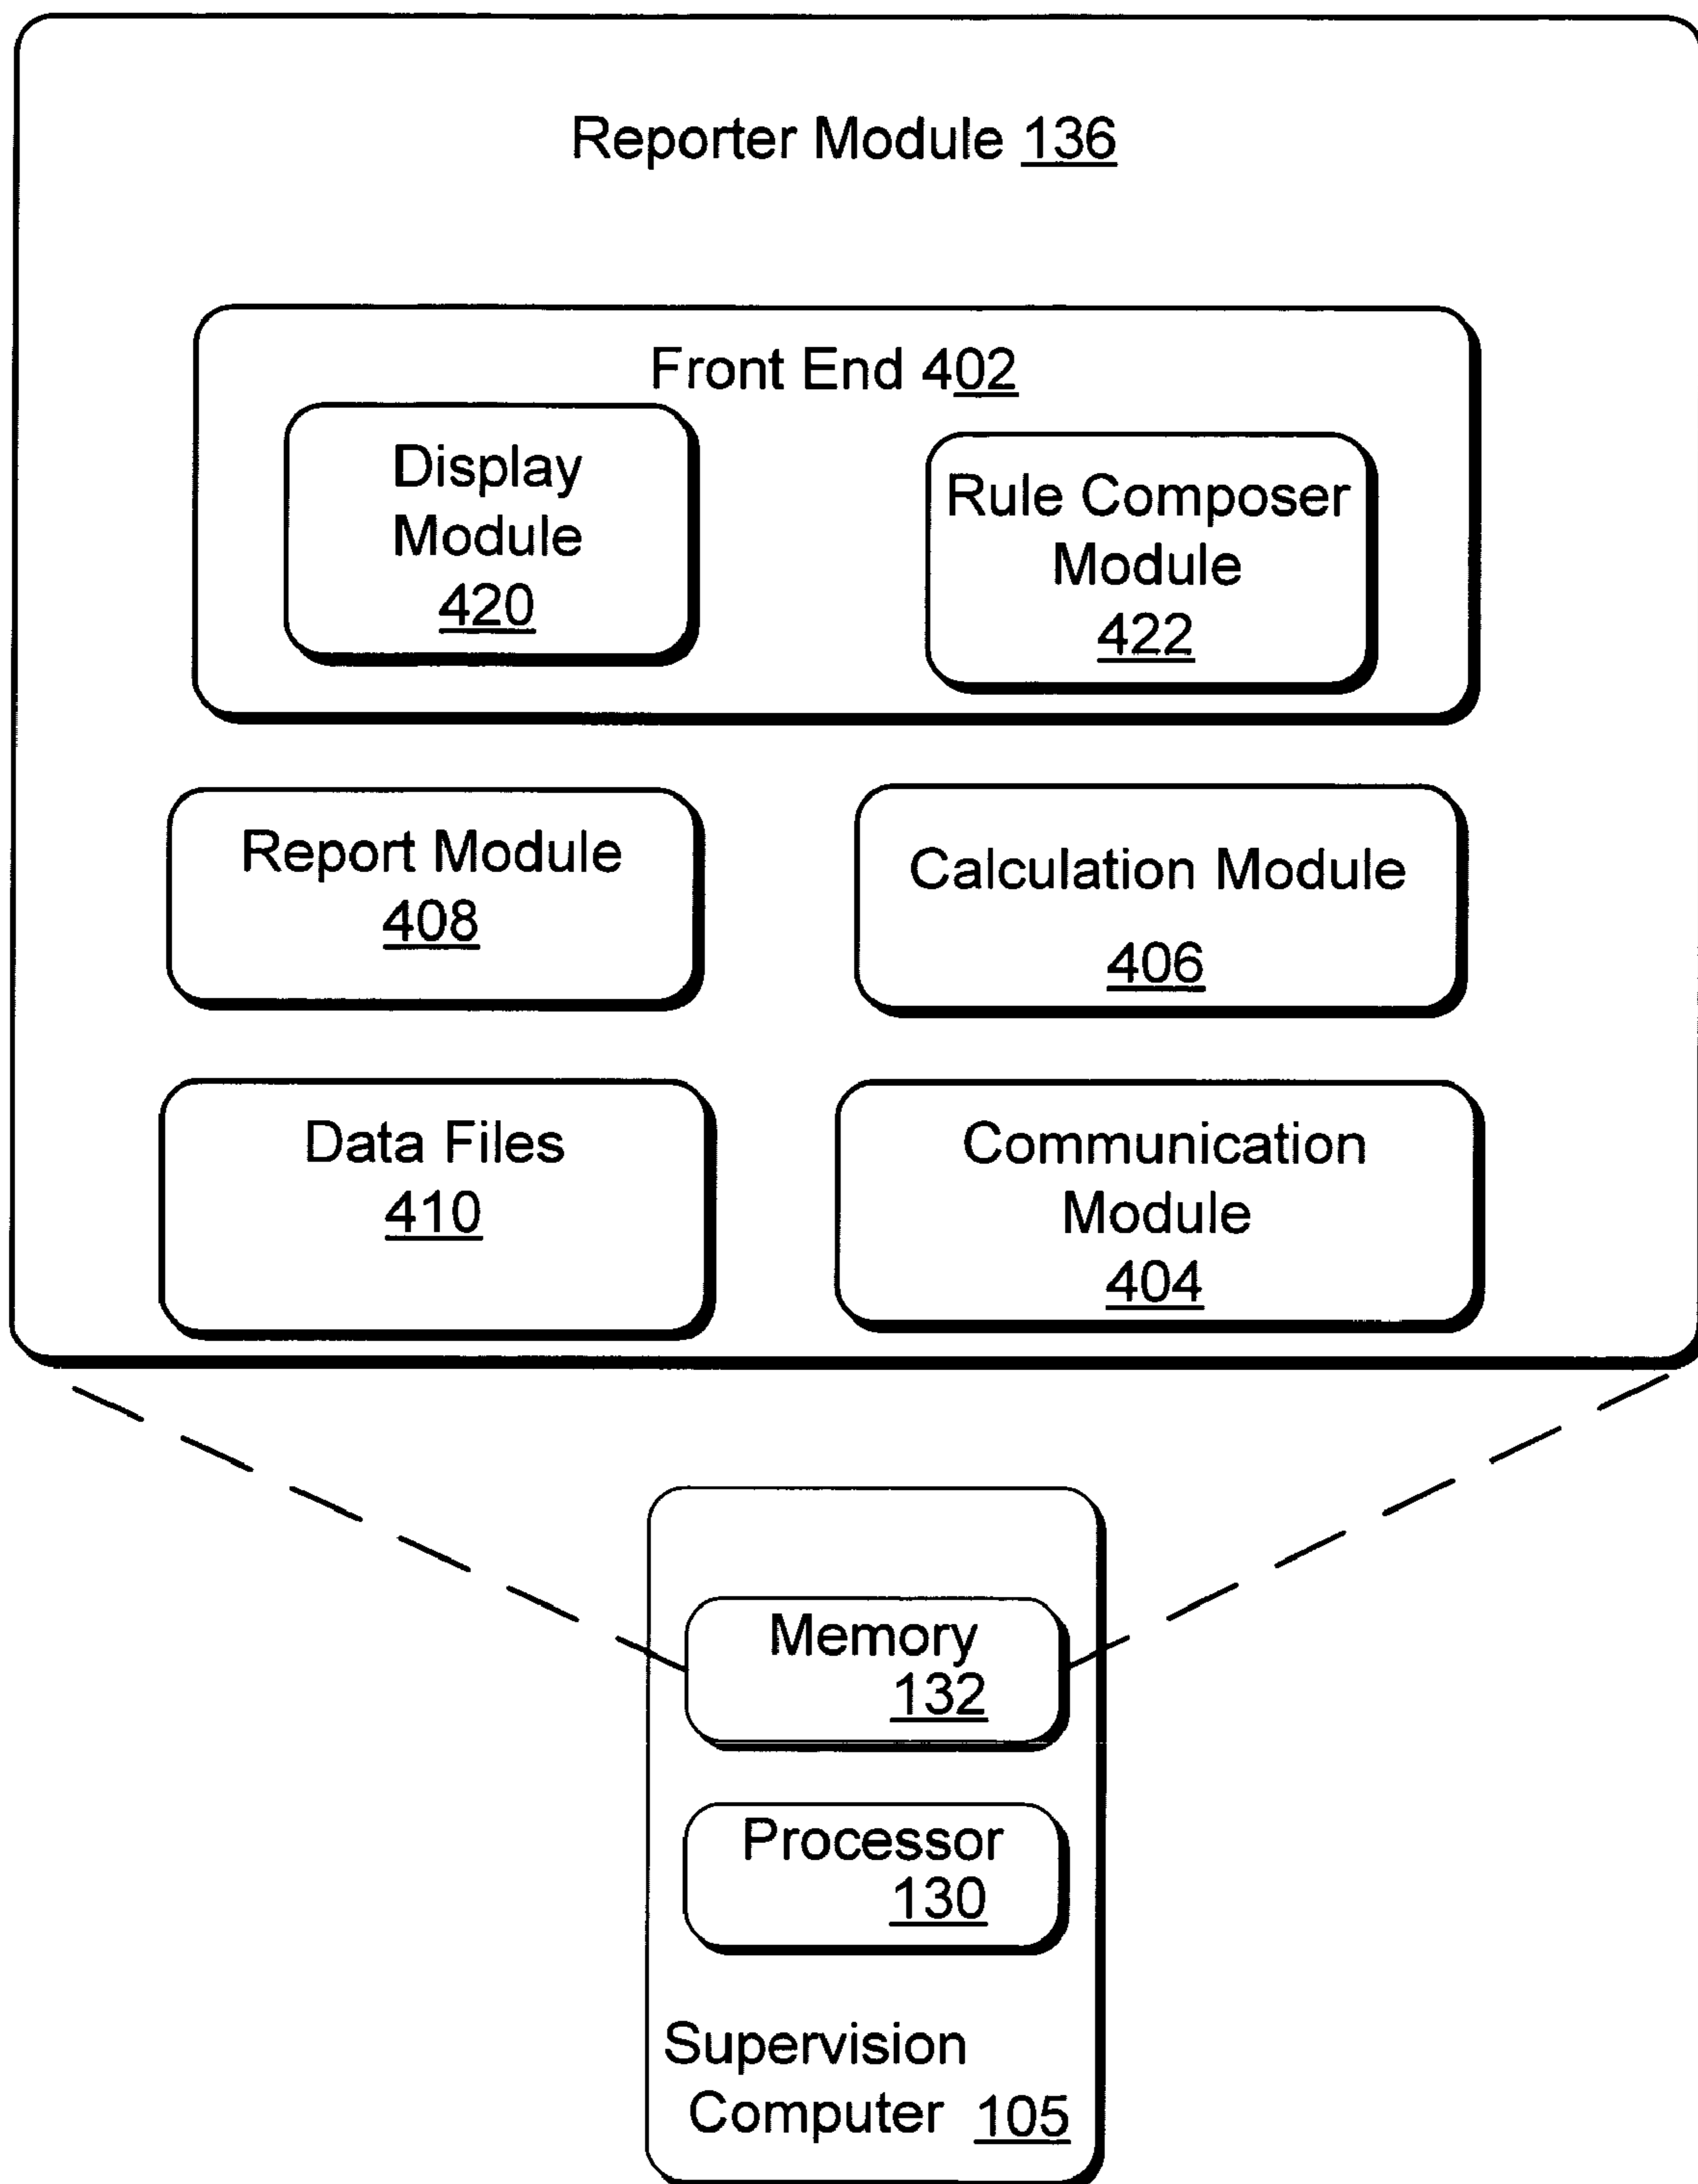 Reporter Module 136
Front End 402
Display
Module
420
Rule Composer
Module
422
Report Module
408
Calculation Module
406
Data Files
410
Communication
Module
404
Memory
132
Processor
130
Supervision
Computer 105